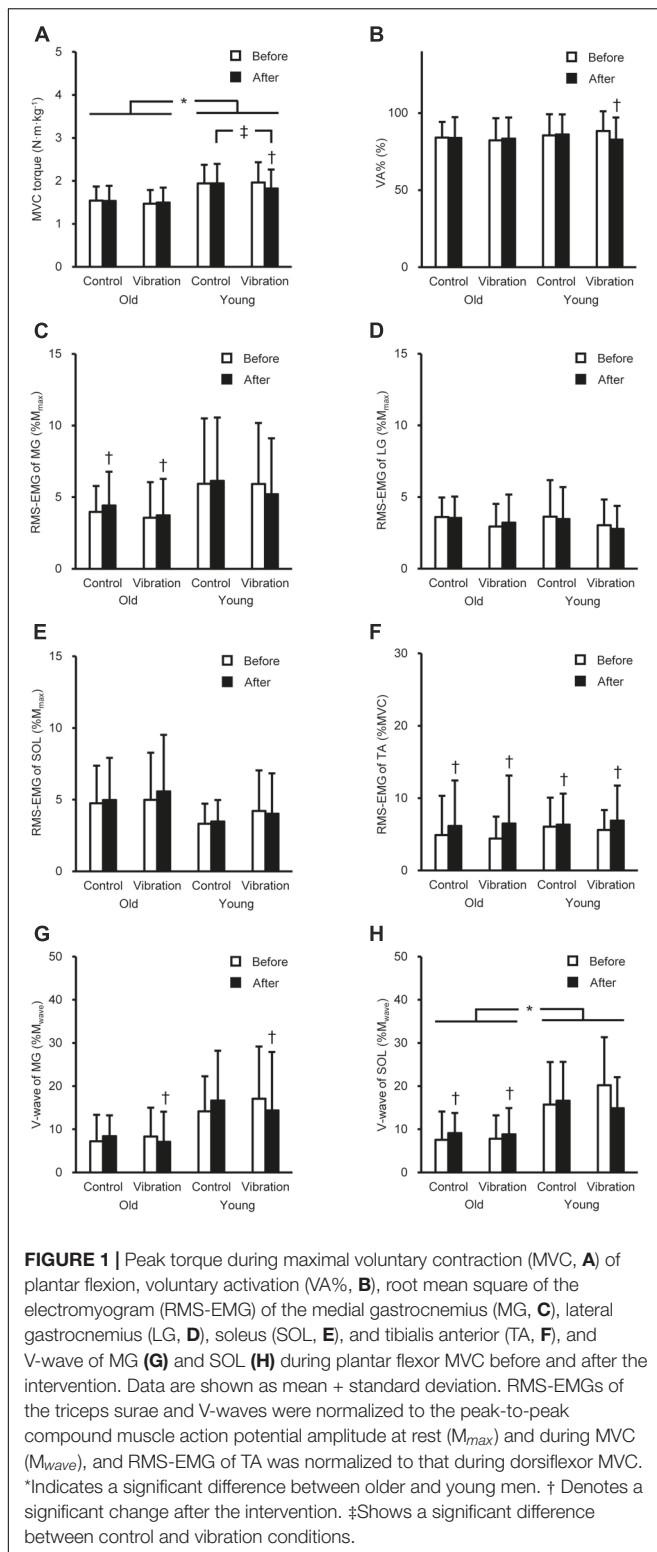 A
Before
After
MVC torque (N·m·kg⁻¹)
5
4
3
2
1
0
*
‡
†
Control Vibration Control Vibration
Old Young
B
Before
After
VA% (%)
100
50
0
†
Control Vibration Control Vibration
Old Young
C
Before
After
RMS-EMG of MG (%Mmax)
15
10
5
0
† †
Control Vibration Control Vibration
Old Young
D
Before
After
RMS-EMG of LG (%Mmax)
15
10
5
0
Control Vibration Control Vibration
Old Young
E
Before
After
RMS-EMG of SOL (%Mmax)
15
10
5
0
Control Vibration Control Vibration
Old Young
F
Before
After
RMS-EMG of TA (%MVC)
30
20
10
0
† † † †
Control Vibration Control Vibration
Old Young
G
Before
After
V-wave of MG (%Mwave)
50
40
30
20
10
0
† †
Control Vibration Control Vibration
Old Young
H
Before
After
V-wave of SOL (%Mwave)
50
40
30
20
10
0
*
† †
Control Vibration Control Vibration
Old Young
FIGURE 1 | Peak torque during maximal voluntary contraction (MVC, A) of
plantar flexion, voluntary activation (VA%, B), root mean square of the
electromyogram (RMS-EMG) of the medial gastrocnemius (MG, C), lateral
gastrocnemius (LG, D), soleus (SOL, E), and tibialis anterior (TA, F), and
V-wave of MG (G) and SOL (H) during plantar flexor MVC before and after the
intervention. Data are shown as mean + standard deviation. RMS-EMGs of
the triceps surae and V-waves were normalized to the peak-to-peak
compound muscle action potential amplitude at rest (Mmax) and during MVC
(Mwave), and RMS-EMG of TA was normalized to that during dorsiflexor MVC.
*Indicates a significant difference between older and young men. † Denotes a
significant change after the intervention. ‡Shows a significant difference
between control and vibration conditions.